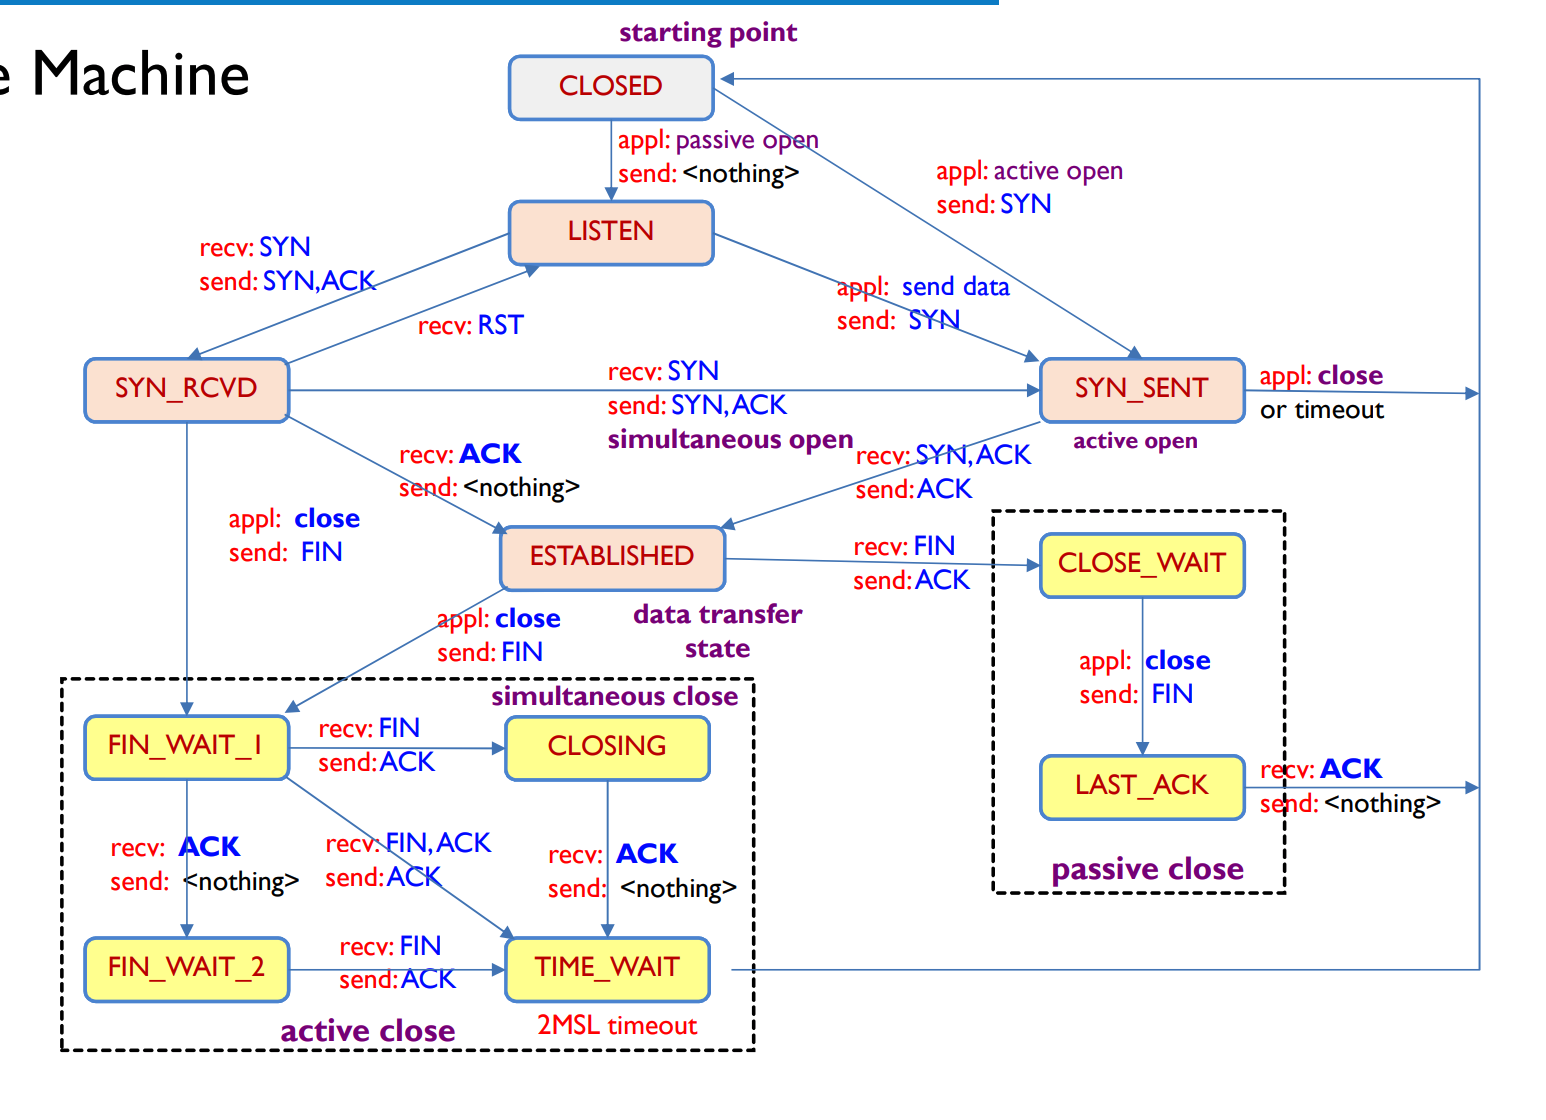 starting point
e Machine
CLOSED
appl: passive open
send: <nothing>
appl: active open
send: SYN
LISTEN
recv: SYN
send: SYN,ACK
appl: send data
send: SYN
recv: RST
SYN_RCVD
recv: SYN
send: SYN,ACK
simultaneous open
SYN_SENT
active open
appl: close
or timeout
recv: ACK
send: <nothing>
recv: SYN,ACK
send: ACK
appl: close
send: FIN
ESTABLISHED
data transfer
state
recv: FIN
send: ACK
CLOSE_WAIT
appl: close
send: FIN
appl: close
send: FIN
simultaneous close
FIN_WAIT_1
recv: FIN
send: ACK
CLOSING
LAST_ACK
recv: ACK
send: <nothing>
passive close
recv: ACK
send: <nothing>
recv: FIN, ACK
send: ACK
recv: ACK
send: <nothing>
FIN_WAIT_2
recv: FIN
send: ACK
TIME_WAIT
2MSL timeout
active close